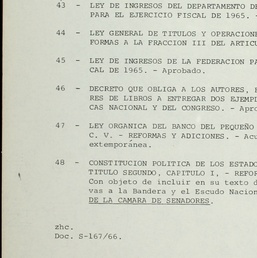 43 - LEY DE INGRESOS DEL DEPARTAMENTO DE
PARA EL EJERCICIO FISCAL DE 1965. -
44 - LEY GENERAL DE TITULOS Y OPERACIONE
FORMAS A LA FRACCION III DEL ARTIC
45 - LEY DE INGRESOS DE LA FEDERACION PA
CAL DE 1965. - Aprobado.
46 - DECRETO QUE OBLIGA A LOS AUTORES, E
RES DE LIBROS A ENTREGAR DOS EJEMP
CAS NACIONAL Y DEL CONGRESO. - Apro
47 - LEY ORGANICA DEL BANCO DEL PEQUEÑO
C. V. - REFORMAS Y ADICIONES. - Acu
extemporánea.
48 - CONSTITUCION POLITICA DE LOS ESTADO
TITULO SEGUNDO, CAPITULO I, - REFOR
Con objeto de incluir en su texto d
vas a la Bandera y el Escudo Nacion
DE LA CAMARA DE SENADORES.
zhc.
Doc. S-167/66.